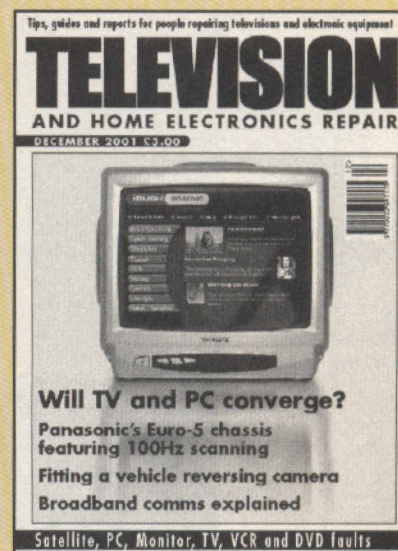 Tips, guides and reports for people repairing televisions and electronic equipment
TELEVISION
AND HOME ELECTRONICS REPAIR
DECEMBER 2001 £3.00
internet
Will TV and PC converge?
Panasonic's Euro-5 chassis
featuring 100Hz scanning
Fitting a vehicle reversing camera
Broadband comms explained
Satellite, PC, Monitor, TV, VCR and DVD faults